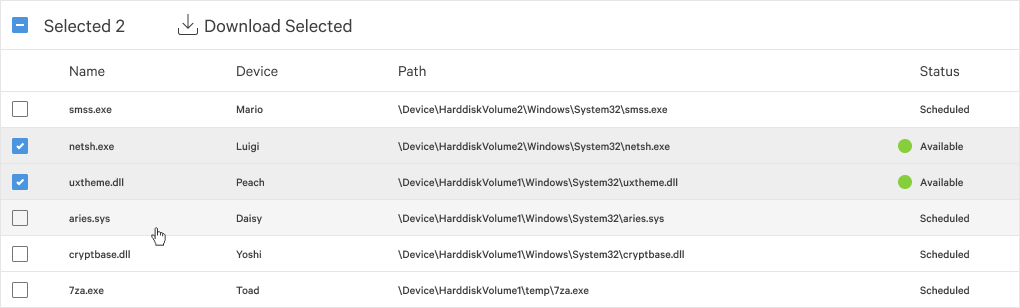 Selected 2 Download Selected
Name Device Path Status
smss.exe Mario \Device\HarddiskVolume2\Windows\System32\smss.exe Scheduled
netsh.exe Luigi \Device\HarddiskVolume2\Windows\System32\netsh.exe Available
uxtheme.dll Peach \Device\HarddiskVolume1\Windows\System32\uxtheme.dll Available
aries.sys Daisy \Device\HarddiskVolume1\Windows\System32\aries.sys Scheduled
cryptbase.dll Yoshi \Device\HarddiskVolume1\Windows\System32\cryptbase.dll Scheduled
7za.exe Toad \Device\HarddiskVolume1\temp\7za.exe Scheduled